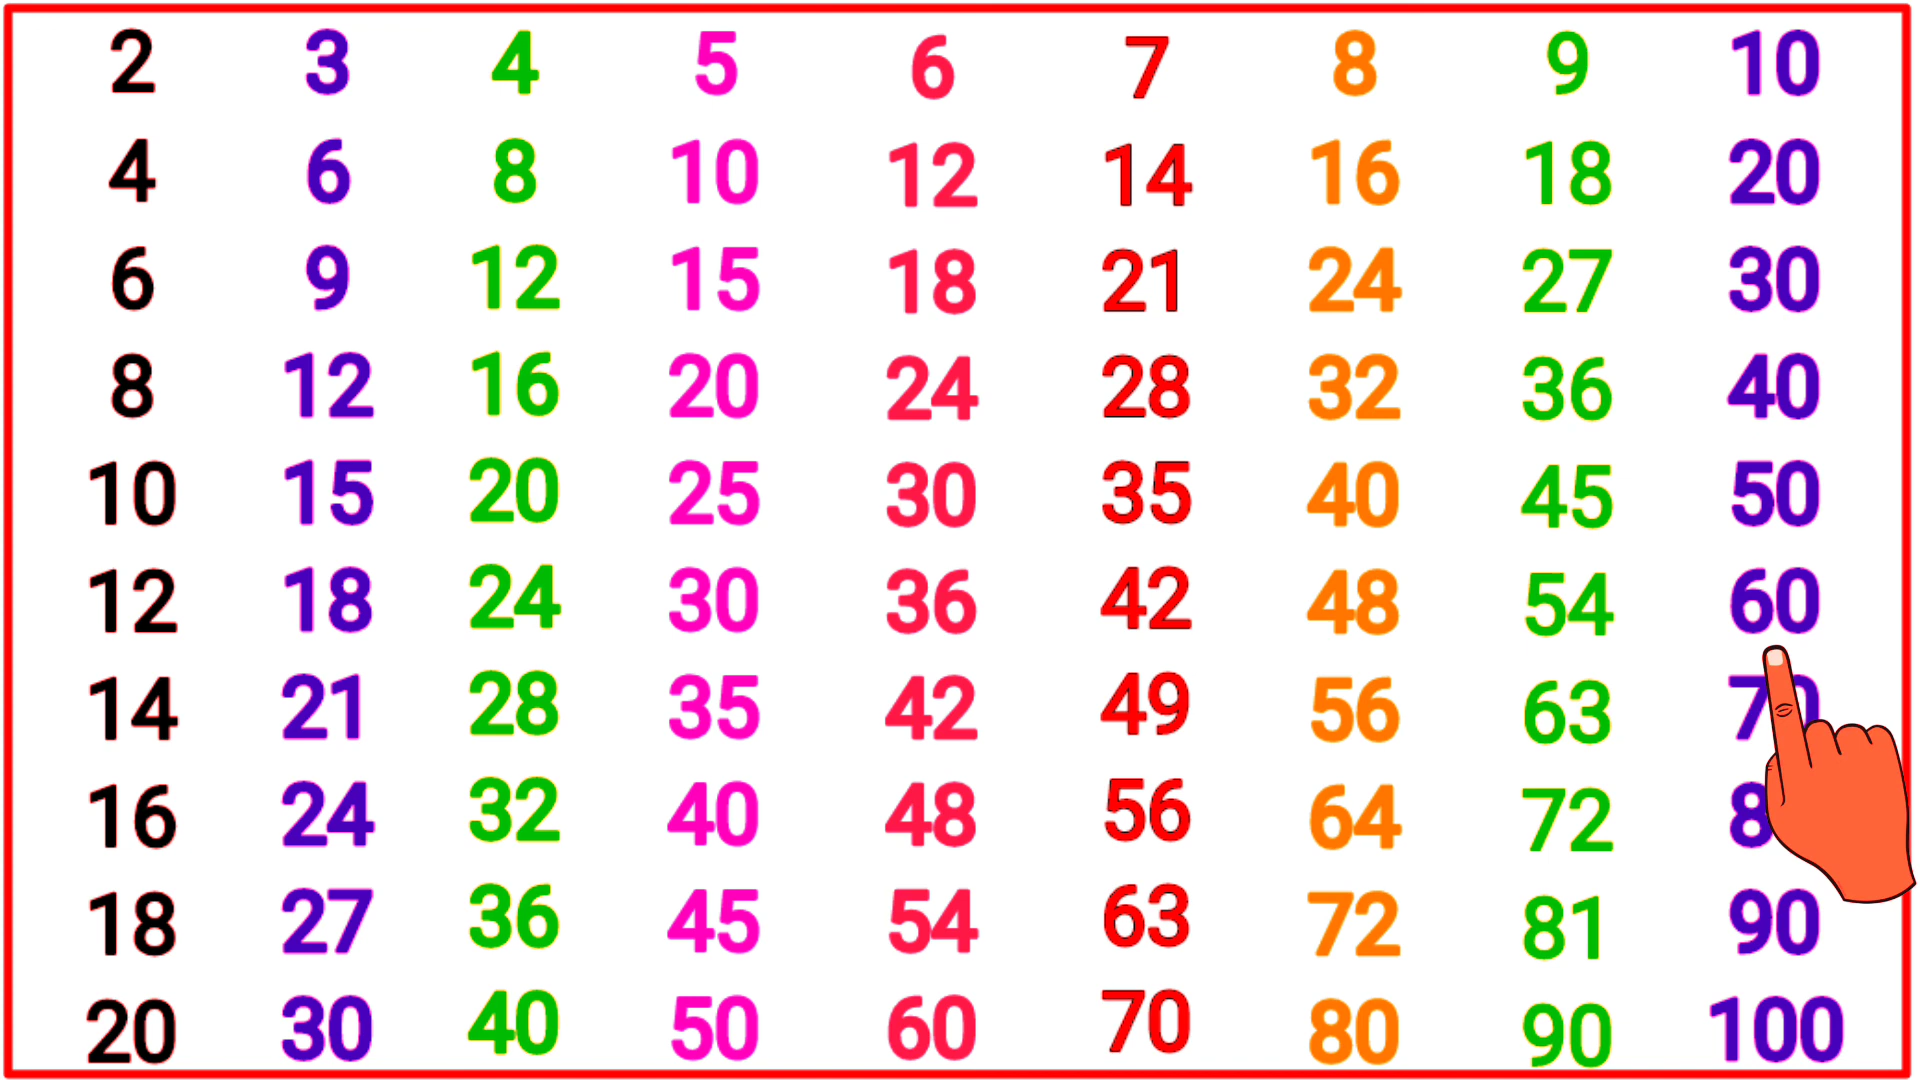 2 3 4 5 6 7 8 9 10
4 6 8 10 12 14 16 18 20
6 9 12 15 18 21 24 27 30
8 12 16 20 24 28 32 36 40
10 15 20 25 30 35 40 45 50
12 18 24 30 36 42 48 54 60
14 21 28 35 42 49 56 63 70
16 24 32 40 48 56 64 72
18 27 36 45 54 63 72 81 90
20 30 40 50 60 70 80 90 100